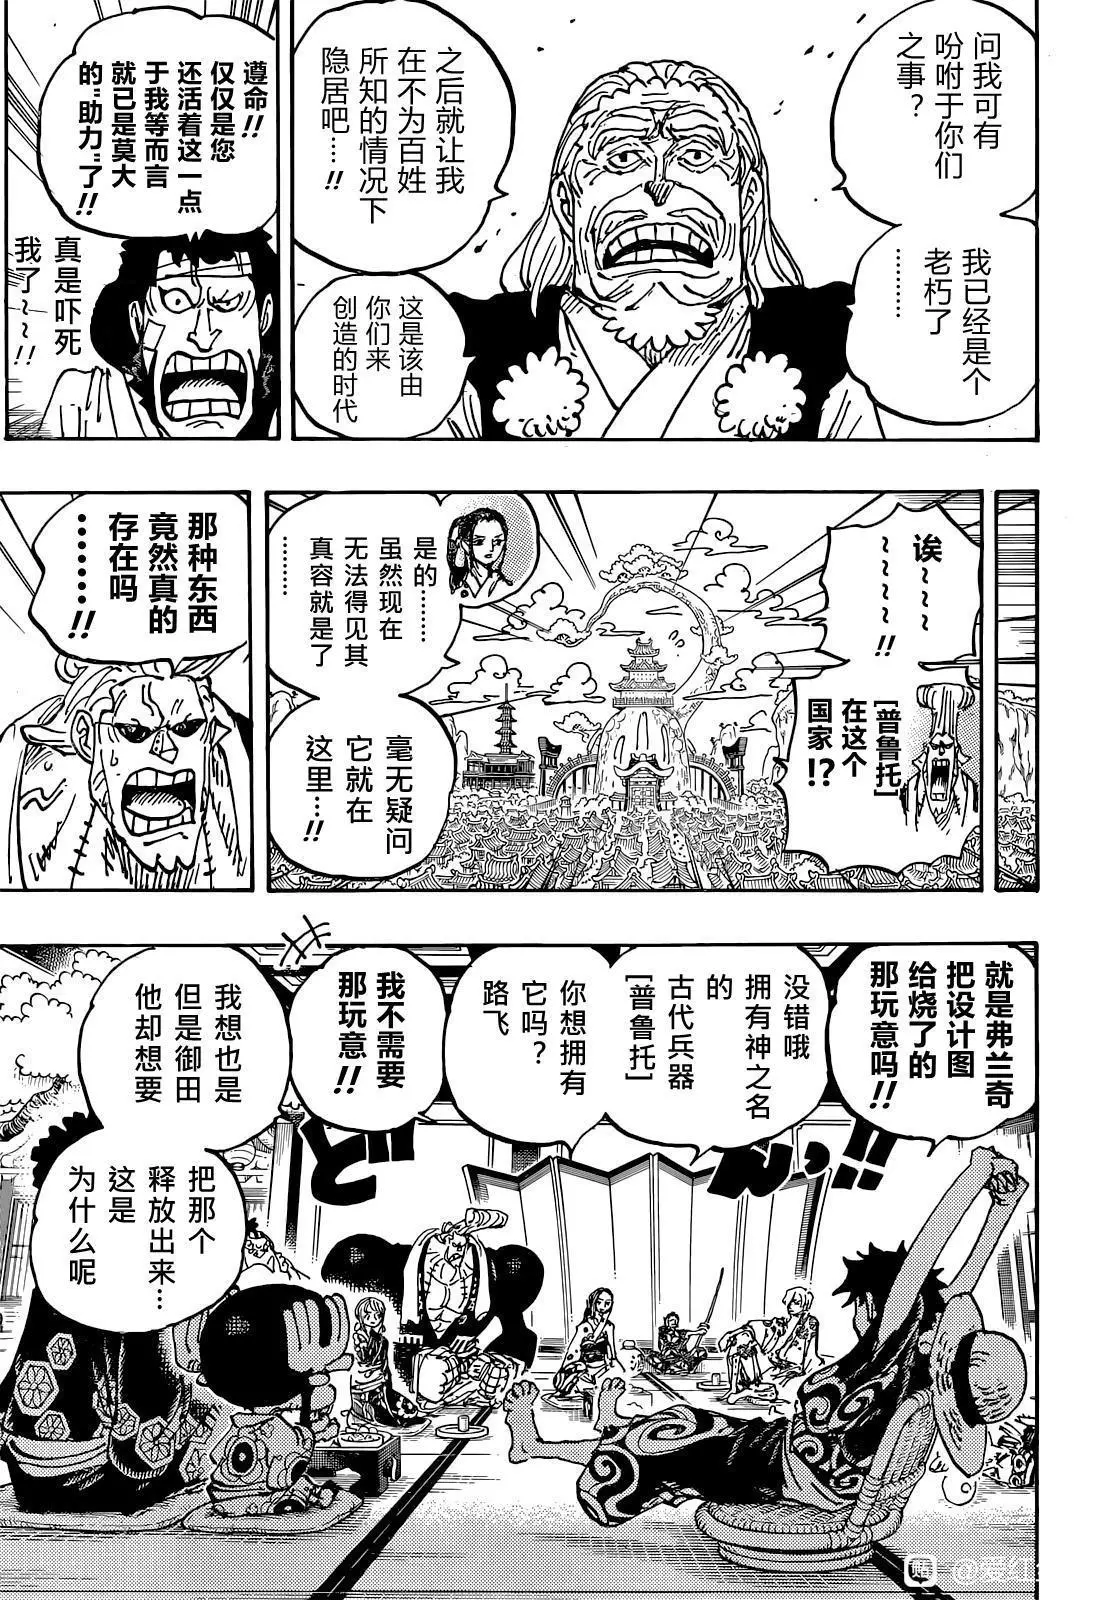 问我可有
吩咐于你们
之事？
我已经是个
老朽了
………
之后就让我
在不为百姓
所知的情况下
隐居吧……!!
这是该由
你们来
创造的时代
遵命!!
仅仅是您
还活着这一点
于我等而言
就已是莫大
的"助力"了!!
真是吓死
我了～～!!
诶～～～～!!
[普鲁托]
在这个
国家!?
是的………
虽然现在
无法得见其
真容就是了
………
毫无疑问
它就在
这里…!!
那种东西
竟然真的
存在吗
………!!
就是弗兰奇
把设计图
给烧了的
那玩意吗!!
没错哦
拥有神之名
的
古代兵器
[普鲁托]
你想拥有
它吗？
路飞
我不需要
那玩意!!
我想也是
但是御田
他却想要
把那个
释放出来…
这是
为什么呢
ど
ん!!
贴 @爱红